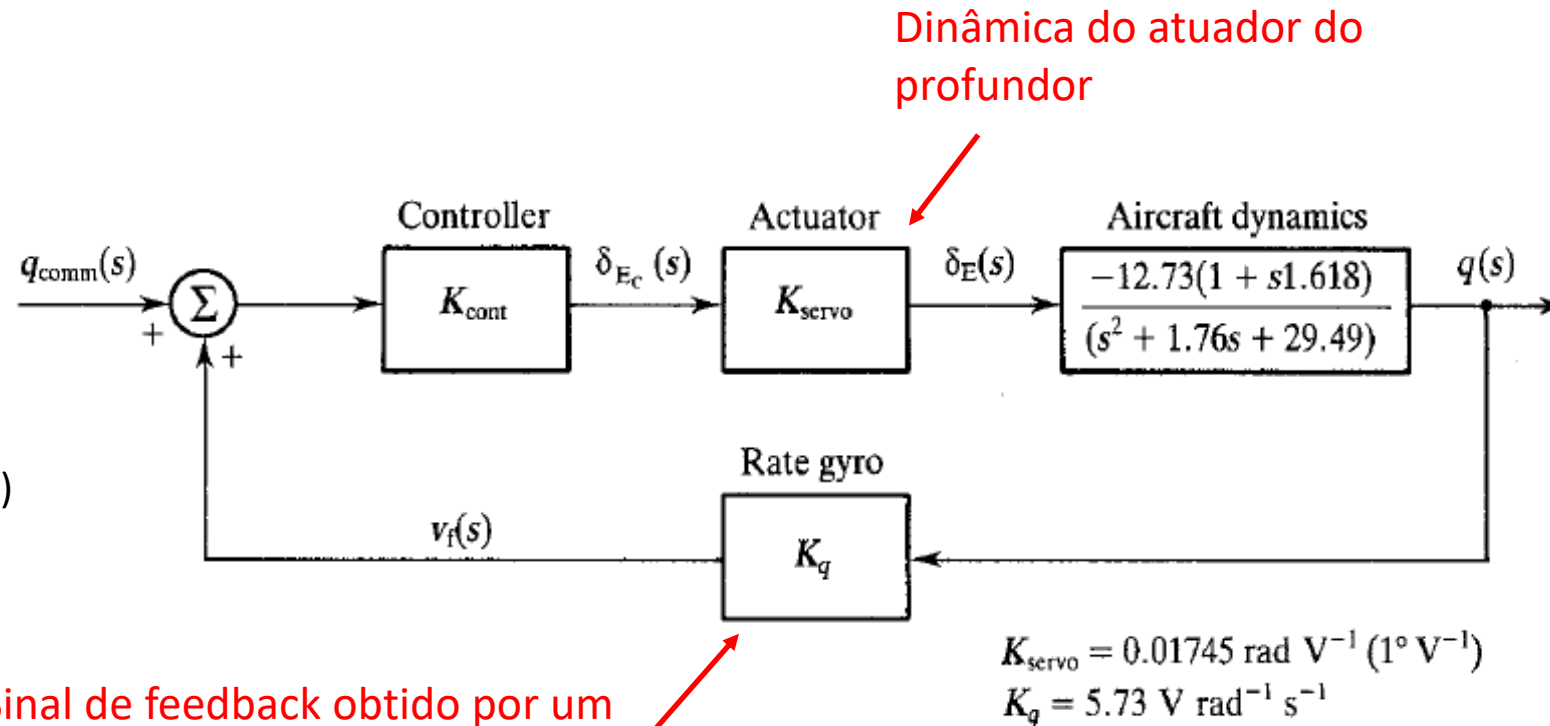 Dinâmica do atuador do
profundor
Controller
Actuator
Aircraft dynamics
q_comm(s)
Σ
+
+
K_cont
δ_E_c (s)
K_servo
δ_E(s)
−12.73(1 + s1.618)
(s² + 1.76s + 29.49)
q(s)
)
Rate gyro
v_f(s)
K_q
K_servo = 0.01745 rad V⁻¹ (1° V⁻¹)
K_q = 5.73 V rad⁻¹ s⁻¹
Sinal de feedback obtido por um